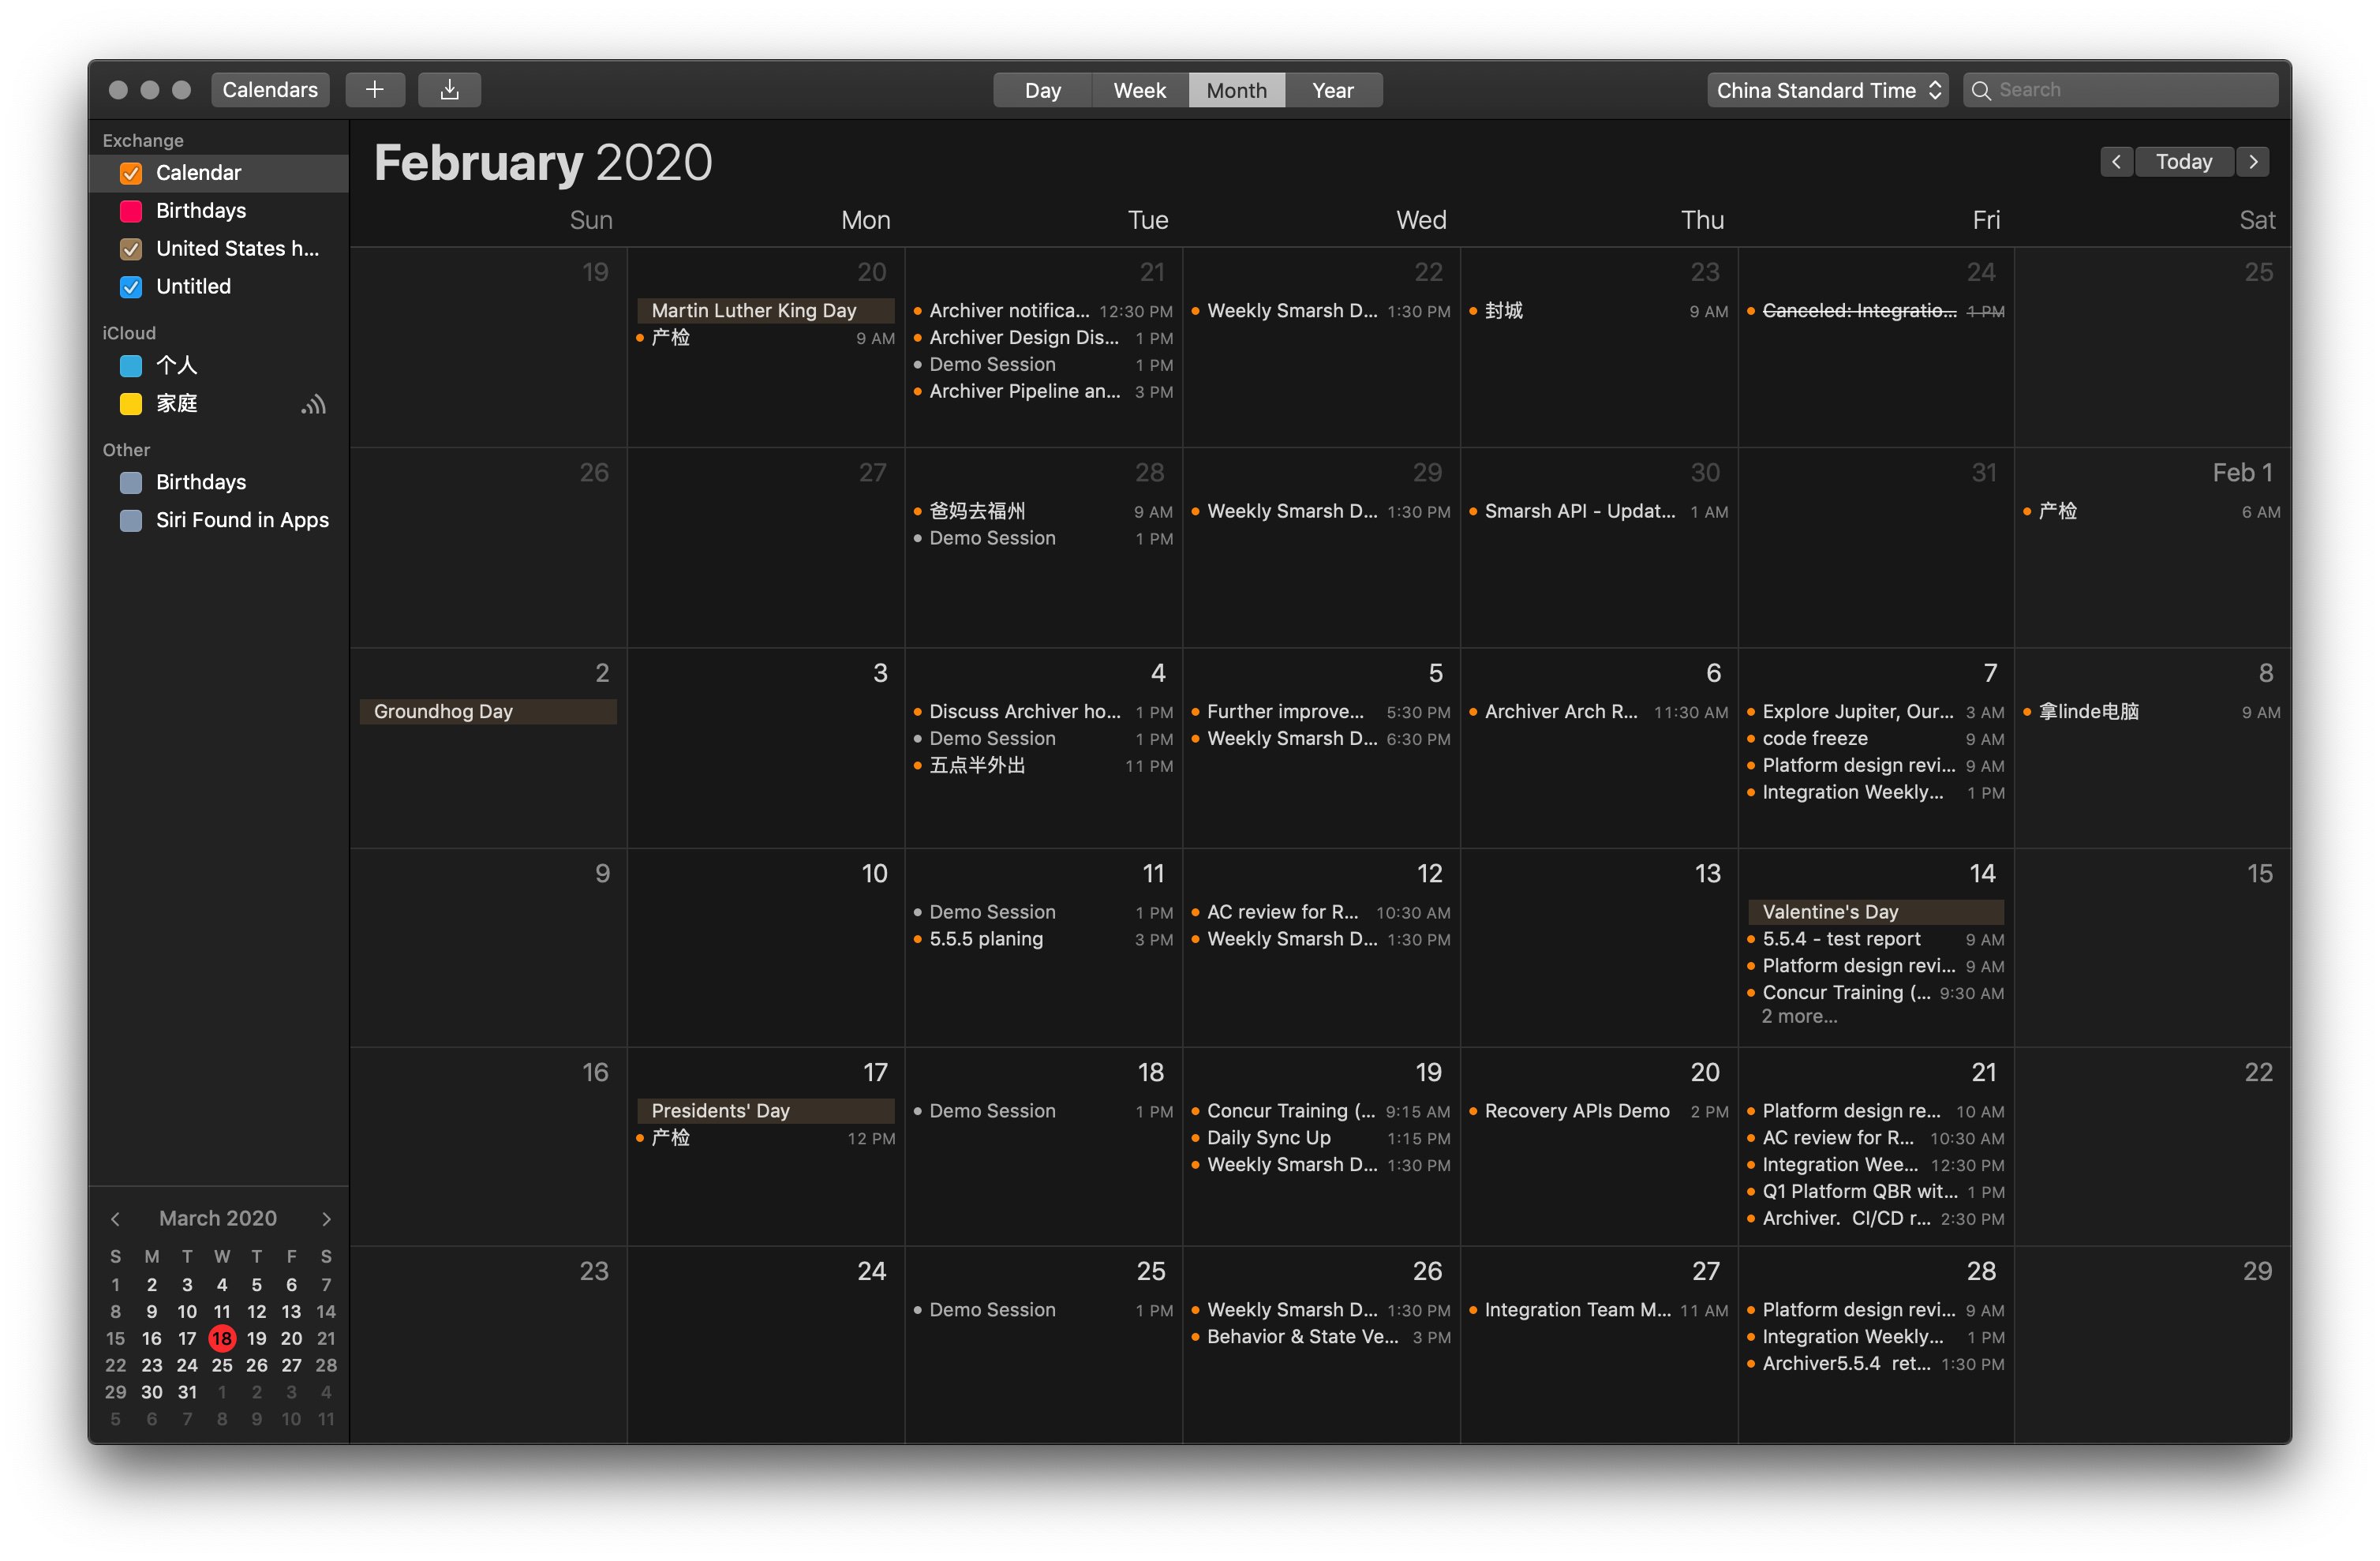 Calendars
Day Week Month Year
China Standard Time
Search
Exchange
Calendar
Birthdays
United States h...
Untitled
iCloud
个人
家庭
Other
Birthdays
Siri Found in Apps
March 2020
S M T W T F S
1 2 3 4 5 6 7
8 9 10 11 12 13 14
15 16 17 18 19 20 21
22 23 24 25 26 27 28
29 30 31 1 2 3 4
5 6 7 8 9 10 11
February 2020
Today
Sun Mon Tue Wed Thu Fri Sat
19
20
Martin Luther King Day
产检 9 AM
21
Archiver notifica... 12:30 PM
Archiver Design Dis... 1 PM
Demo Session 1 PM
Archiver Pipeline an... 3 PM
22
Weekly Smarsh D... 1:30 PM
23
封城 9 AM
24
Canceled: Integratio... 1 PM
25
26
27
28
爸妈去福州 9 AM
Demo Session 1 PM
29
Weekly Smarsh D... 1:30 PM
30
Smarsh API - Updat... 1 AM
31
Feb 1
产检 6 AM
2
Groundhog Day
3
4
Discuss Archiver ho... 1 PM
Demo Session 1 PM
五点半外出 11 PM
5
Further improve... 5:30 PM
Weekly Smarsh D... 6:30 PM
6
Archiver Arch R... 11:30 AM
7
Explore Jupiter, Our... 3 AM
code freeze 9 AM
Platform design revi... 9 AM
Integration Weekly... 1 PM
8
拿linde电脑 9 AM
9
10
11
Demo Session 1 PM
5.5.5 planing 3 PM
12
AC review for R... 10:30 AM
Weekly Smarsh D... 1:30 PM
13
14
Valentine's Day
5.5.4 - test report 9 AM
Platform design revi... 9 AM
Concur Training (... 9:30 AM
2 more...
15
16
17
Presidents' Day
产检 12 PM
18
Demo Session 1 PM
19
Concur Training (... 9:15 AM
Daily Sync Up 1:15 PM
Weekly Smarsh D... 1:30 PM
20
Recovery APIs Demo 2 PM
21
Platform design re... 10 AM
AC review for R... 10:30 AM
Integration Wee... 12:30 PM
Q1 Platform QBR wit... 1 PM
Archiver. CI/CD r... 2:30 PM
22
23
24
25
Demo Session 1 PM
26
Weekly Smarsh D... 1:30 PM
Behavior & State Ve... 3 PM
27
Integration Team M... 11 AM
28
Platform design revi... 9 AM
Integration Weekly... 1 PM
Archiver5.5.4 ret... 1:30 PM
29